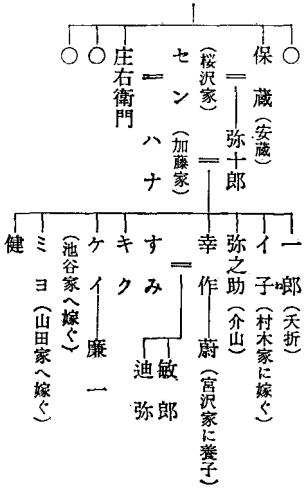 ○
保蔵(安蔵)
弥十郎
(桜沢家)
セン
ハナ(加藤家)
庄右衛門
○
○
一郎(夭折)
イ子(村木家に嫁ぐ)
ね
弥之助(介山)
幸作
蔚(宮沢家に養子)
すみ
敏郎
迪弥
キク
ケイ
廉一
(池谷家へ嫁ぐ)
ミヨ(山田家へ嫁ぐ)
健